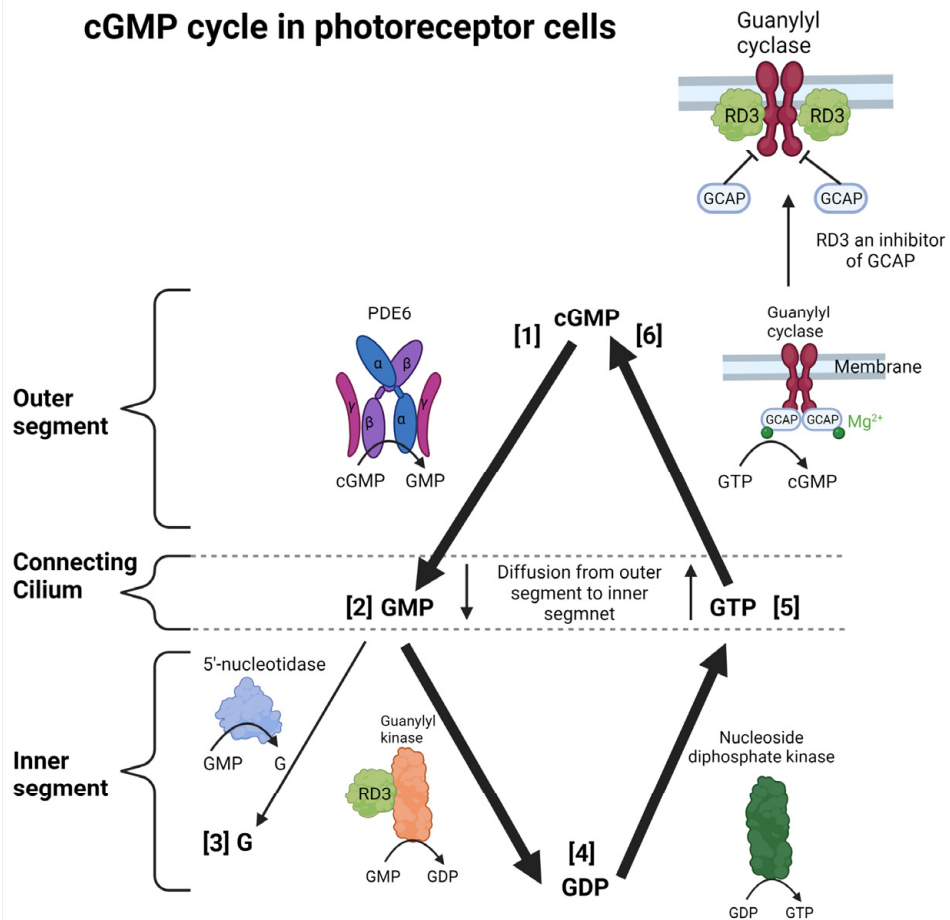 cGMP cycle in photoreceptor cells
Guanylyl
cyclase
RD3
RD3
GCAP
GCAP
RD3 an inhibitor
of GCAP
Outer
segment
PDE6
α
β
γ
β
α
γ
cGMP
GMP
[1]
cGMP
[6]
Guanylyl
cyclase
Membrane
GCAP
GCAP
Mg²⁺
GTP
cGMP
Connecting
Cilium
[2] GMP
Diffusion from outer
segment to inner
segmnet
GTP [5]
Inner
segment
5'-nucleotidase
GMP
G
[3] G
Guanylyl
kinase
RD3
GMP
GDP
[4]
GDP
Nucleoside
diphosphate kinase
GDP
GTP